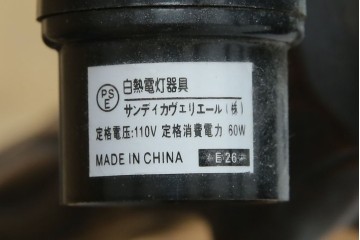 PSE
白熱電灯器具
サンディカヴェリエール(株)
定格電圧:110V 定格消費電力 60W
MADE IN CHINA E26